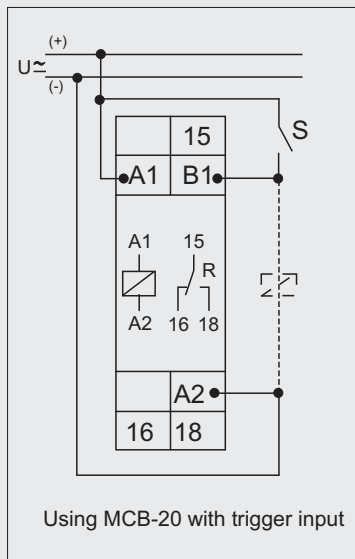 (+)
U≂
(-)
S
15
A1 B1
A1 15
R
A2 16 18
A2
16 18
Using MCB-20 with trigger input